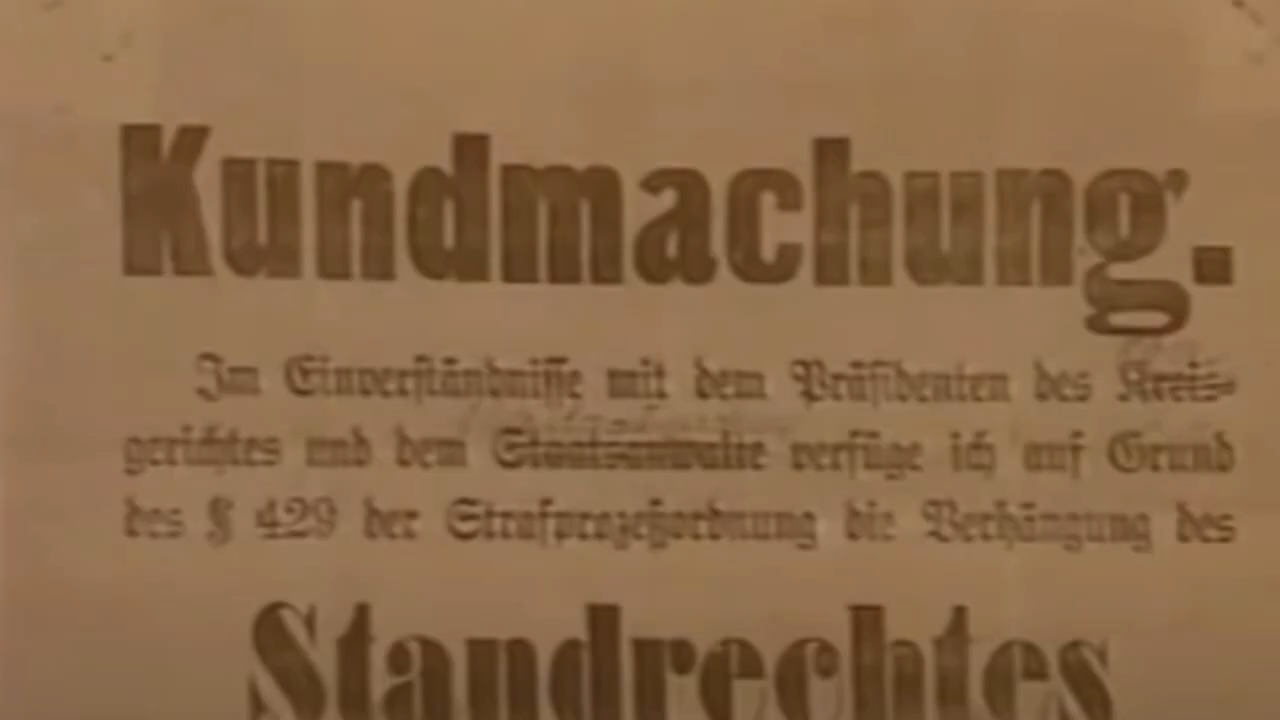 Kundmachung.
Im Einverständnisse mit dem Präsidenten des Kreis-
gerichtes und dem Staatsanwalte verfüge ich auf Grund
des § 429 der Strafprozeßordnung die Verhängung des
Standrechtes